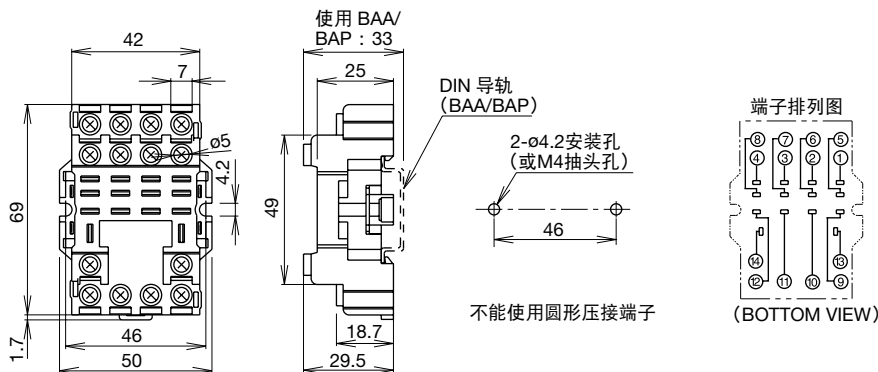 42
7
ø5
4.2
69
1.7
46
50
使用 BAA/
BAP：33
25
DIN 导轨
(BAA/BAP)
49
18.7
29.5
2-ø4.2安装孔
(或M4抽头孔)
46
不能使用圆形压接端子
端子排列图
⑧ ⑦ ⑥ ⑤
④ ③ ② ①
⑭ ⑬
⑫ ⑪ ⑩ ⑨
(BOTTOM VIEW)